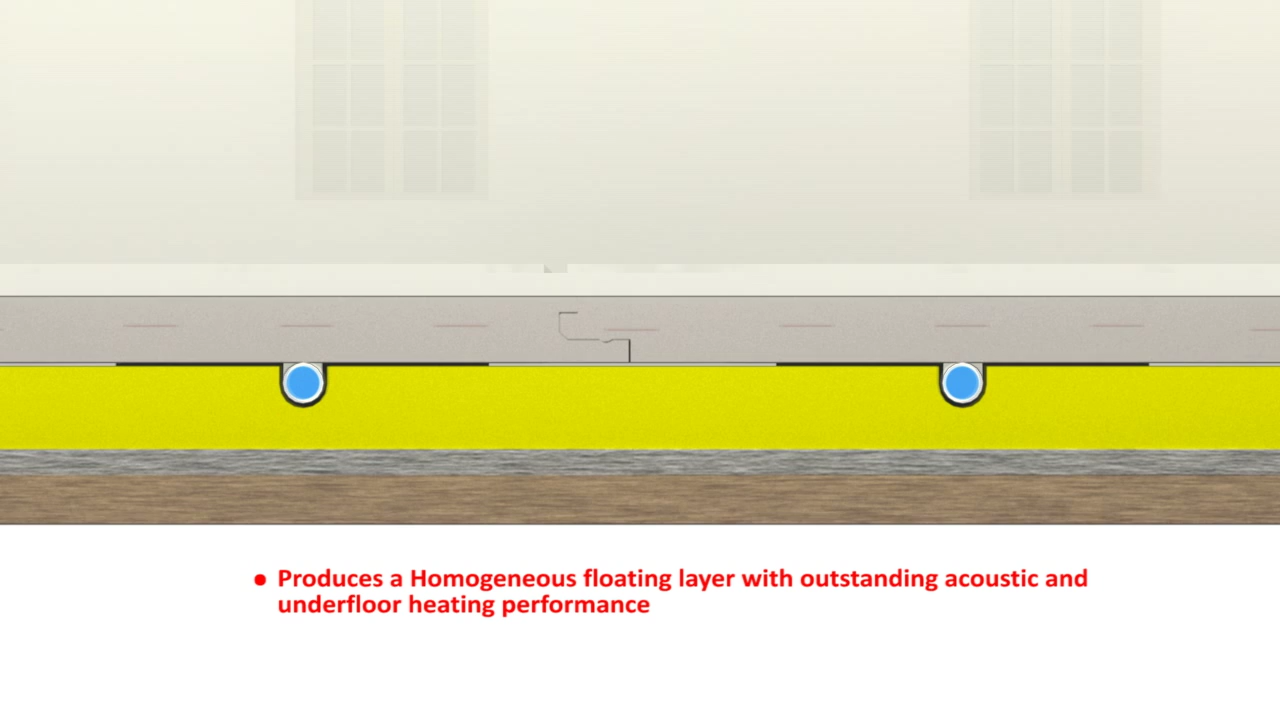 ● Produces a Homogeneous floating layer with outstanding acoustic and
underfloor heating performance